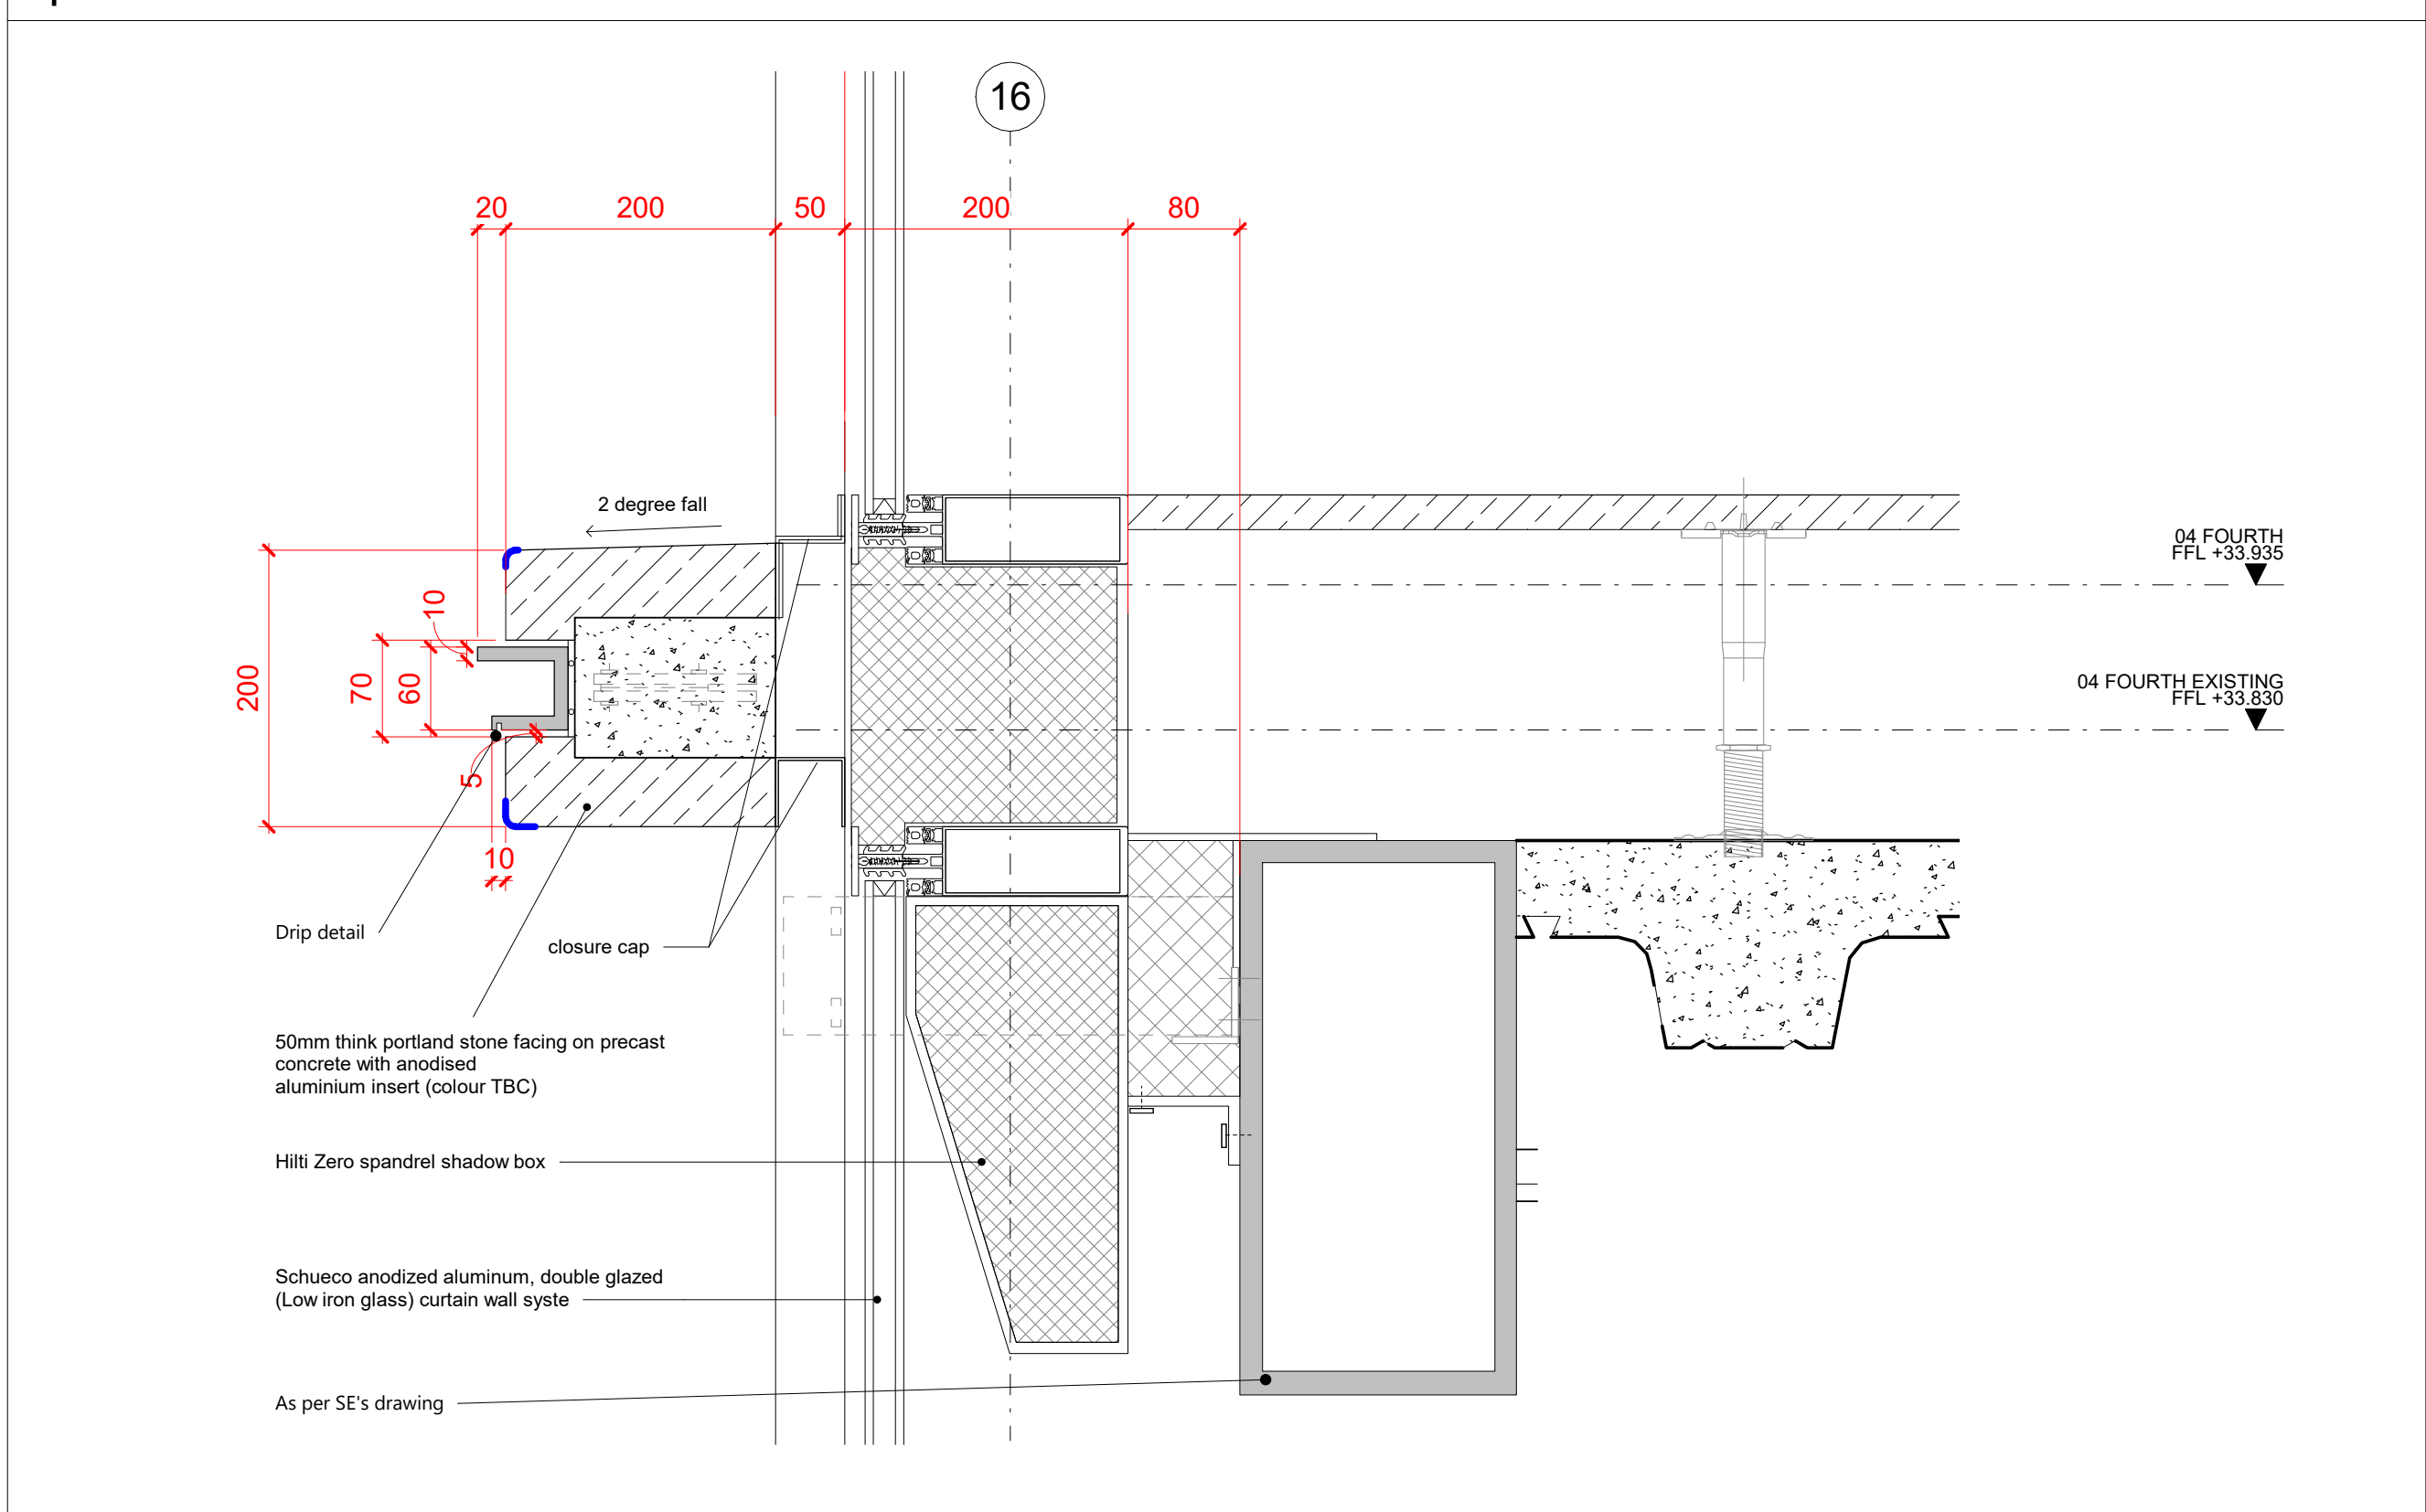 16
20
200
50
200
80
2 degree fall
04 FOURTH
FFL +33.935
10
200
70
60
04 FOURTH EXISTING
FFL +33.830
5
10
Drip detail
closure cap
50mm think portland stone facing on precast
concrete with anodised
aluminium insert (colour TBC)
Hilti Zero spandrel shadow box
Schueco anodized aluminum, double glazed
(Low iron glass) curtain wall syste
As per SE's drawing